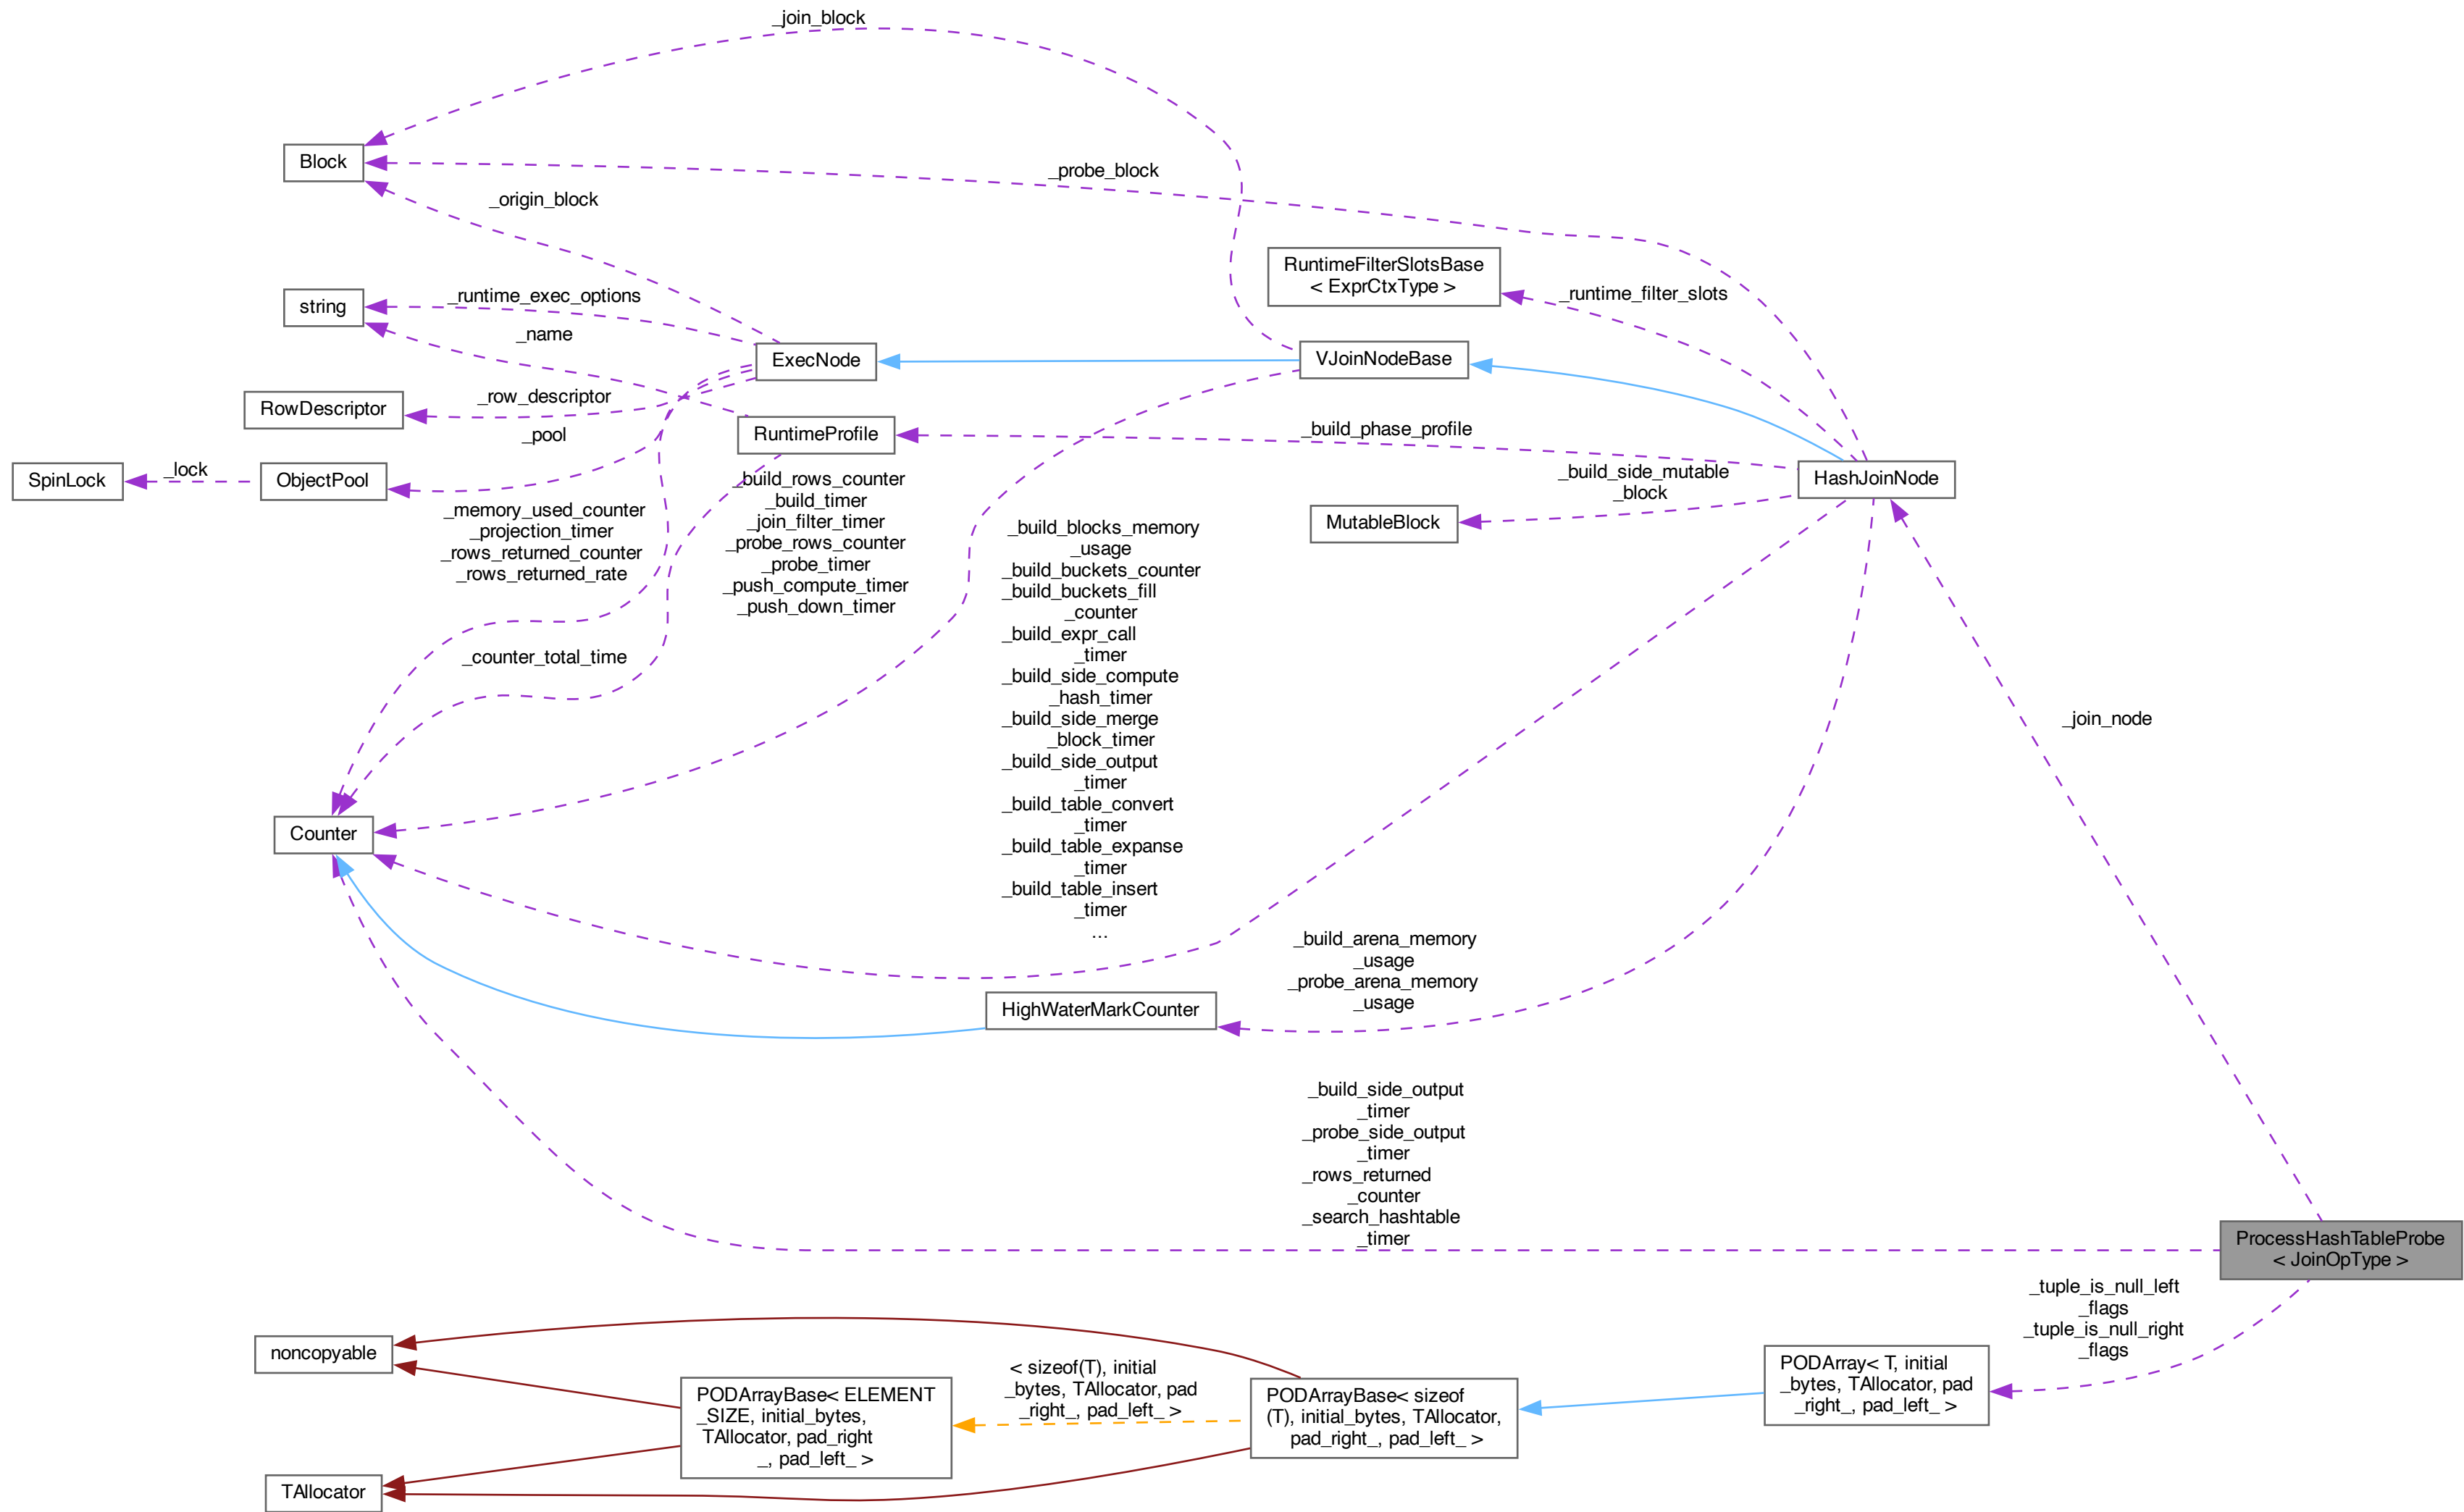 _join_block
Block
_probe_block
_origin_block
RuntimeFilterSlotsBase
< ExprCtxType >
string
_runtime_exec_options
_runtime_filter_slots
_name
ExecNode
VJoinNodeBase
RowDescriptor
_row_descriptor
_pool
RuntimeProfile
_build_phase_profile
SpinLock
_lock
ObjectPool
HashJoinNode
_build_side_mutable
_block
MutableBlock
_memory_used_counter
_projection_timer
_rows_returned_counter
_rows_returned_rate
_build_rows_counter
_build_timer
_join_filter_timer
_probe_rows_counter
_probe_timer
_push_compute_timer
_push_down_timer
_build_blocks_memory
_usage
_build_buckets_counter
_build_buckets_fill
_counter
_build_expr_call
_timer
_build_side_compute
_hash_timer
_build_side_merge
_block_timer
_build_side_output
_timer
_build_table_convert
_timer
_build_table_expanse
_timer
_build_table_insert
_timer
...
_counter_total_time
_join_node
Counter
_build_arena_memory
_usage
_probe_arena_memory
_usage
HighWaterMarkCounter
_build_side_output
_timer
_probe_side_output
_timer
_rows_returned
_counter
_search_hashtable
_timer
ProcessHashTableProbe
< JoinOpType >
_tuple_is_null_left
_flags
_tuple_is_null_right
_flags
noncopyable
PODArrayBase< ELEMENT
_SIZE, initial_bytes,
TAllocator, pad_right
_, pad_left_ >
< sizeof(T), initial
_bytes, TAllocator, pad
_right_, pad_left_ >
PODArrayBase< sizeof
(T), initial_bytes, TAllocator,
pad_right_, pad_left_ >
PODArray< T, initial
_bytes, TAllocator, pad
_right_, pad_left_ >
TAllocator